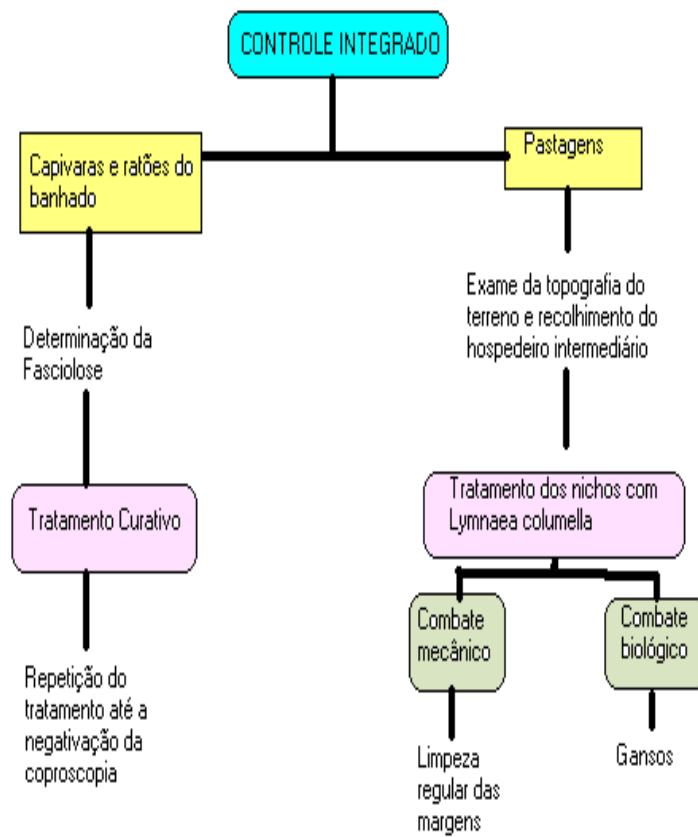 CONTROLE INTEGRADO
Capivaras e ratões do
banhado
Pastagens
Determinação da
Fasciolose
Exame da topografia do
terreno e recolhimento do
hospedeiro intermediário
Tratamento Curativo
Tratamento dos nichos com
Lymnaea columella
Repetição do
tratamento até a
negativação da
coproscopia
Combate
mecânico
Combate
biológico
Limpeza
regular das
margens
Gansos